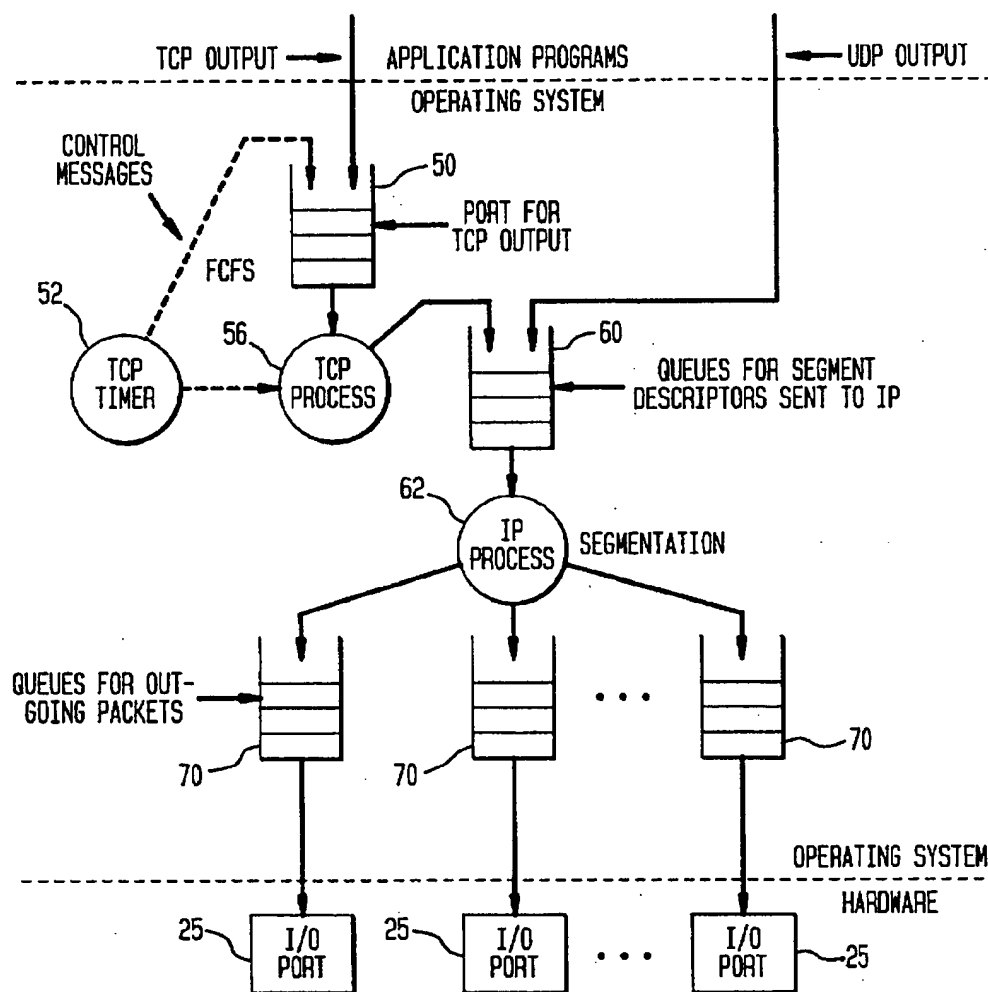 TCP OUTPUT
APPLICATION PROGRAMS
UDP OUTPUT
OPERATING SYSTEM
CONTROL
MESSAGES
50
PORT FOR
TCP OUTPUT
FCFS
52
56
60
TCP
TIMER
TCP
PROCESS
QUEUES FOR SEGMENT
DESCRIPTORS SENT TO IP
62
IP
PROCESS
SEGMENTATION
QUEUES FOR OUT-
GOING PACKETS
70
70
70
OPERATING SYSTEM
HARDWARE
25
I/O
PORT
25
I/O
PORT
I/O
PORT
25